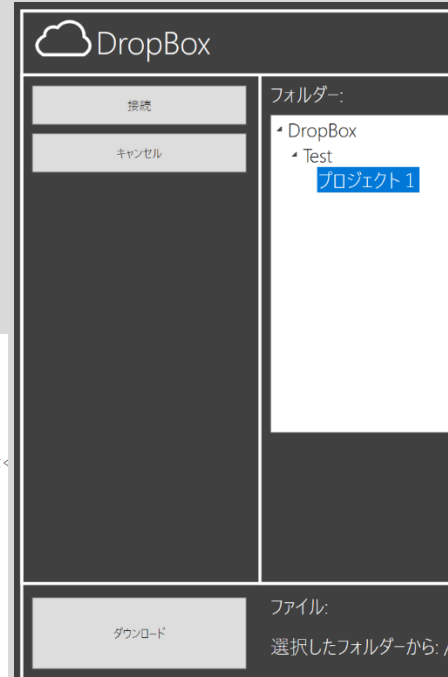 DropBox
接続
キャンセル
フォルダー:
DropBox
Test
プロジェクト 1
ダウンロード
ファイル:
選択したフォルダーから: /